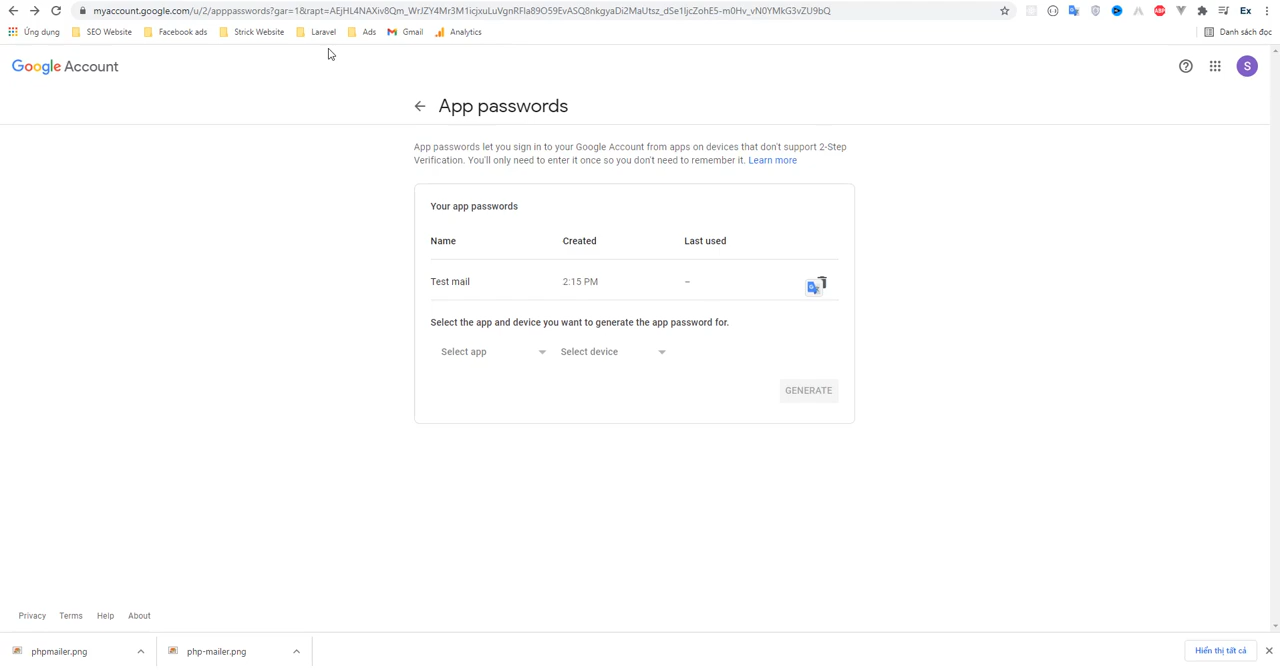 myaccount.google.com/u/2/apppasswords?gar=1&rapt=AEjHL4NAXiv8Qm_WrJZY4Mr3M1icjxuLuVgnRFla89O59EvASQ8nkgyaDi2MaUtsz_dSe1ljcZohE5-m0Hv_vN0YMkG3vZU9bQ
ABP
Ex
Ứng dụng
SEO Website
Facebook ads
Strick Website
Laravel
Ads
Gmail
Analytics
Danh sách đọc
Google Account
S
App passwords
App passwords let you sign in to your Google Account from apps on devices that don't support 2-Step
Verification. You'll only need to enter it once so you don't need to remember it. Learn more
Your app passwords
Name Created Last used
Test mail 2:15 PM –
Select the app and device you want to generate the app password for.
Select app Select device
GENERATE
Privacy Terms Help About
phpmailer.png
php-mailer.png
Hiển thị tất cả